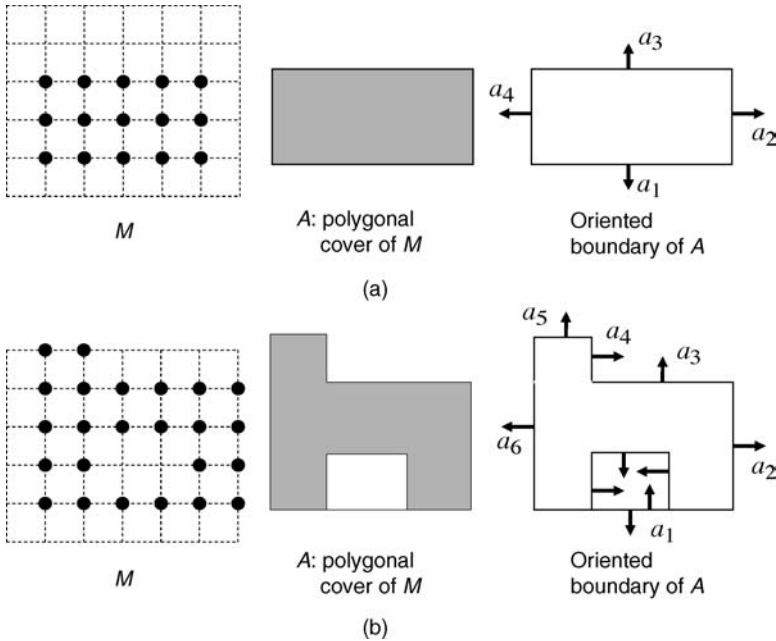 a₃
a₄
a₂
a₁
M
A: polygonal
cover of M
Oriented
boundary of A
(a)
a₅
a₄
a₃
a₆
a₂
a₁
M
A: polygonal
cover of M
Oriented
boundary of A
(b)